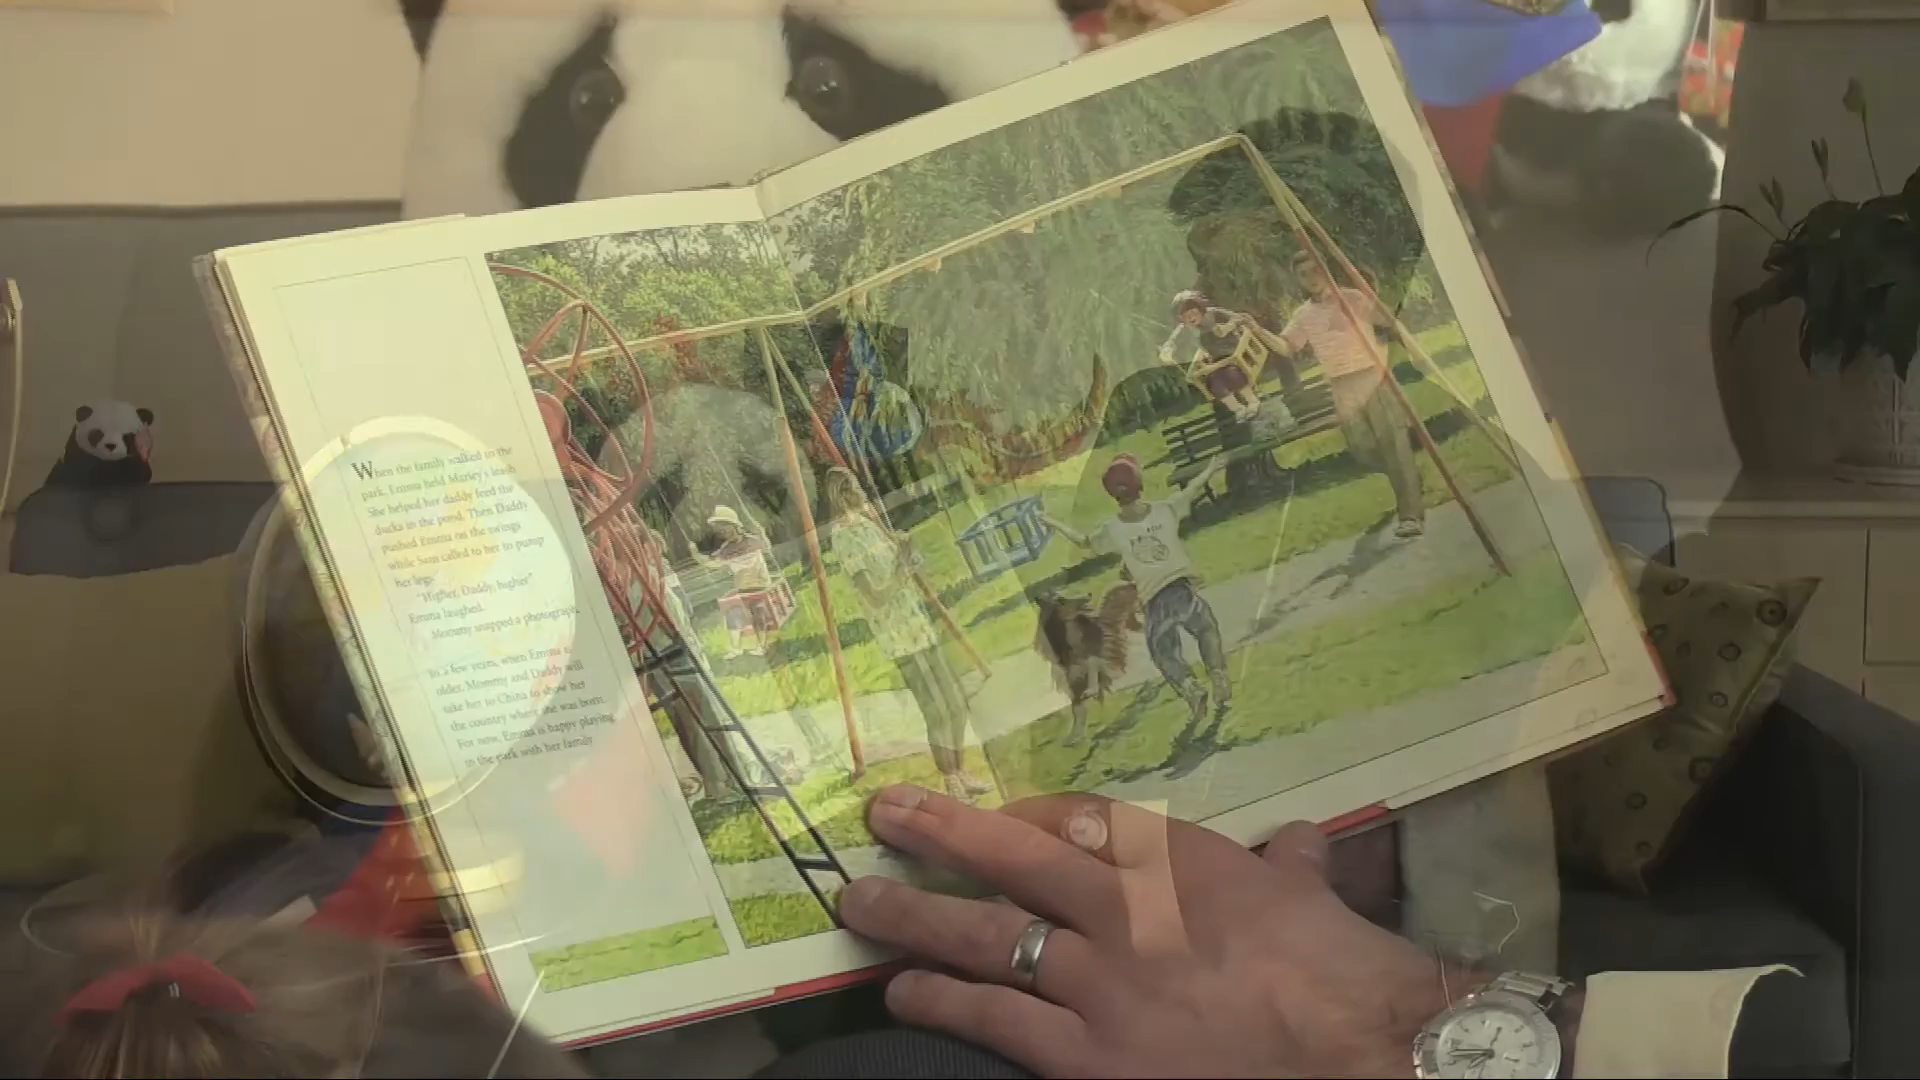 When the family walked to the
park, Emma held Marley's leash.
She helped her daddy feed the
ducks in the pond. Then Daddy
pushed Emma on the swings
while Sam called to her to pump
her legs.
"Higher, Daddy, higher"
Emma laughed.
Mommy snapped a photograph.
In a few years, when Emma is
older, Mommy and Daddy will
take her to China to show her
the country where she was born.
For now, Emma is happy playing
in the park with her family